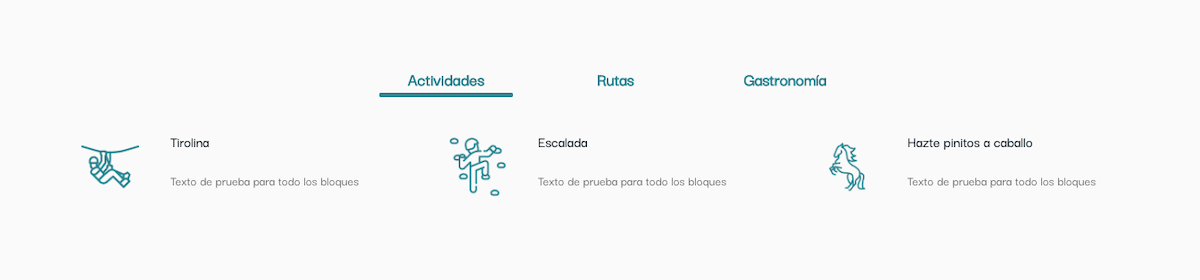 Actividades Rutas Gastronomía
Tirolina
Texto de prueba para todo los bloques
Escalada
Texto de prueba para todo los bloques
Hazte pinitos a caballo
Texto de prueba para todo los bloques